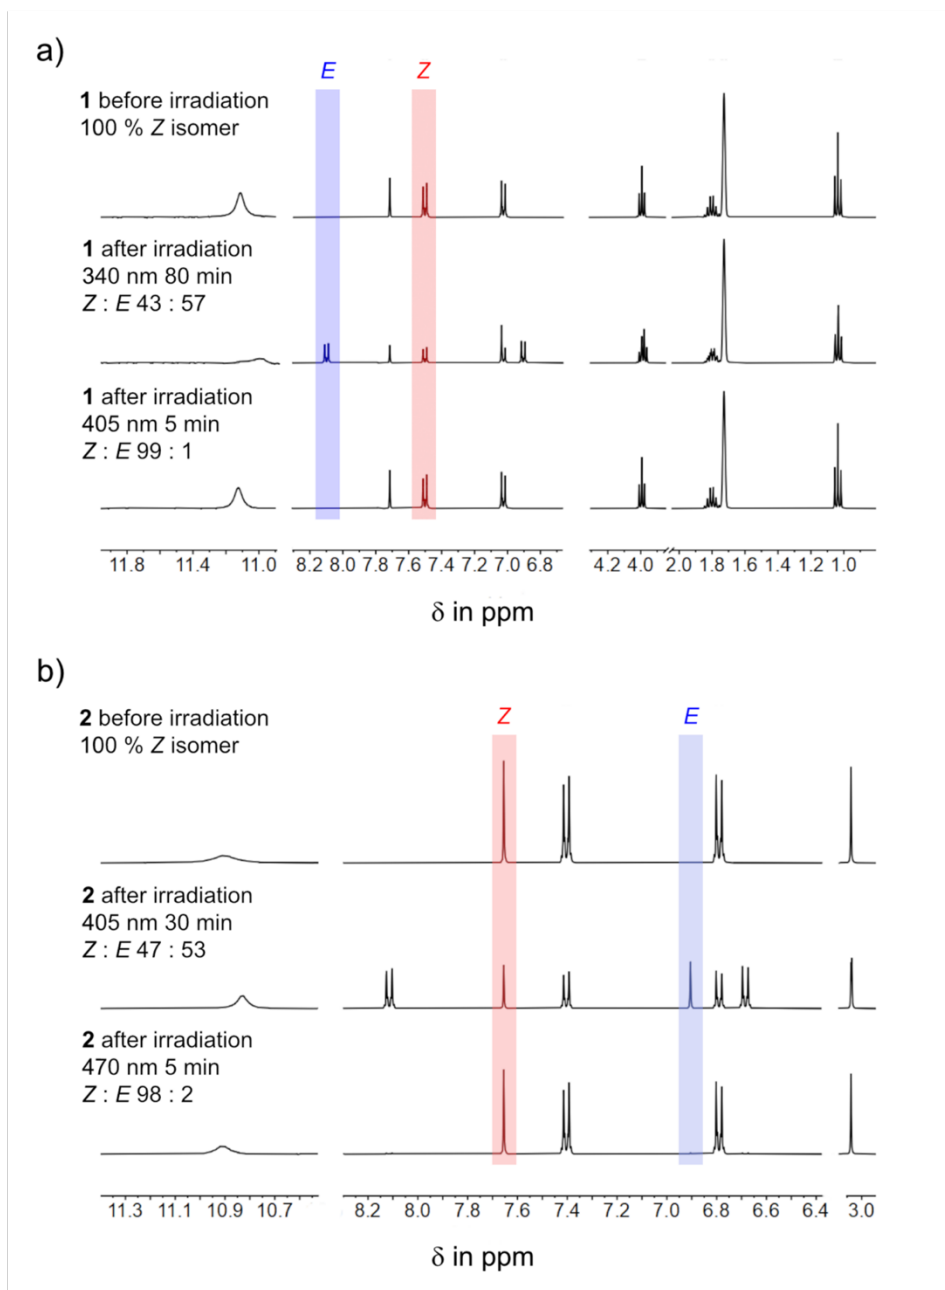 a)
E
Z
1 before irradiation
100 % Z isomer
1 after irradiation
340 nm 80 min
Z : E 43 : 57
1 after irradiation
405 nm 5 min
Z : E 99 : 1
11.8 11.4 11.0 8.2 8.0 7.8 7.6 7.4 7.2 7.0 6.8 4.2 4.0 2.0 1.8 1.6 1.4 1.2 1.0
δ in ppm
b)
Z
E
2 before irradiation
100 % Z isomer
2 after irradiation
405 nm 30 min
Z : E 47 : 53
2 after irradiation
470 nm 5 min
Z : E 98 : 2
11.3 11.1 10.9 10.7 8.2 8.0 7.8 7.6 7.4 7.2 7.0 6.8 6.6 6.4 3.0
δ in ppm